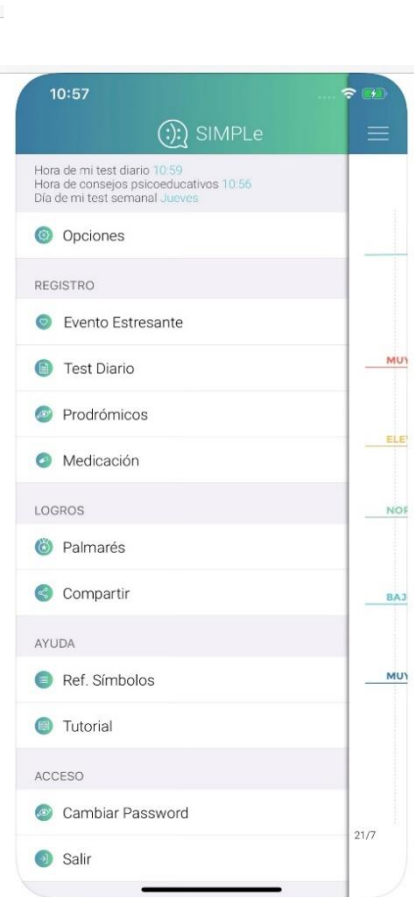 10:57
SIMPLe
Hora de mi test diario 10:59
Hora de consejos psicoeducativos 10:56
Día de mi test semanal Jueves
Opciones
REGISTRO
Evento Estresante
Test Diario
MUY
Prodrómicos
ELE
Medicación
LOGROS
NOR
Palmarés
Compartir
BAJ
AYUDA
Ref. Símbolos
MUY
Tutorial
ACCESO
Cambiar Password
21/7
Salir